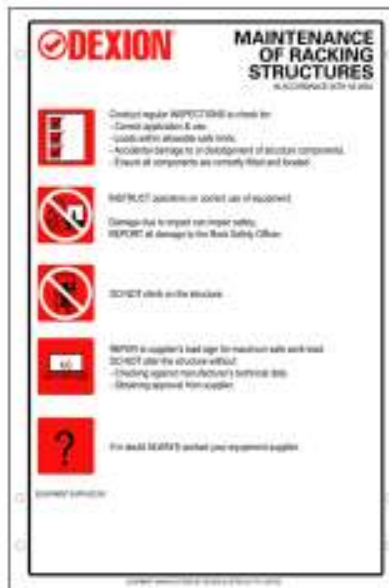 DEXION
MAINTENANCE
OF RACKING
STRUCTURES
Conduct regular INSPECTIONS to check for
- Correct application & use.
- Loads within allowable safe limits.
- Accidental damage to or dislodgement of structure components.
- Ensure all components are correctly fitted and located.
INSTRUCT operators on correct use of equipment.
Damage due to impact can impair safety.
REPORT all damage to the Rack Safety Officer.
DO NOT climb on the structure.
REFER to supplier's load sign for maximum safe work load.
DO NOT alter the structure without:
- Checking against manufacturer's technical data.
- Obtaining approval from supplier.
?
If in doubt ALWAYS contact your equipment supplier.
EQUIPMENT SUPPLIED BY